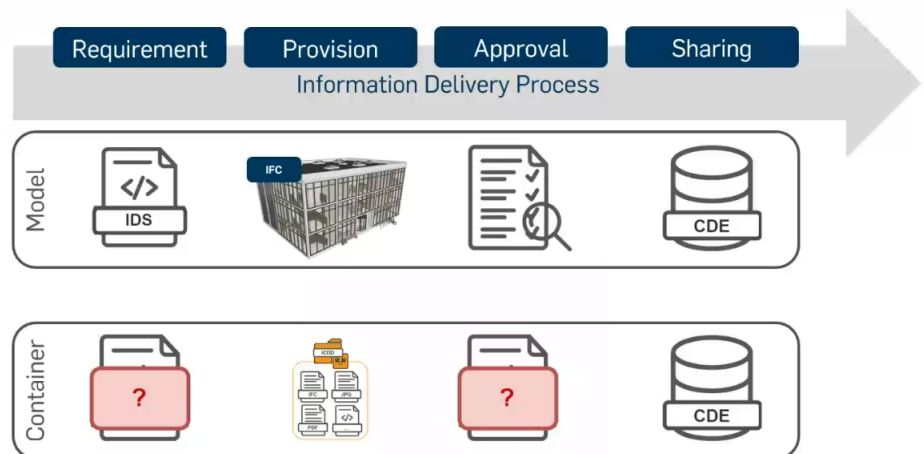 Requirement
Provision
Approval
Sharing
Information Delivery Process
Model
</>
IDS
IFC
CDE
Container
?
ICDD
IFC
JPG
PDF
</>
?
CDE